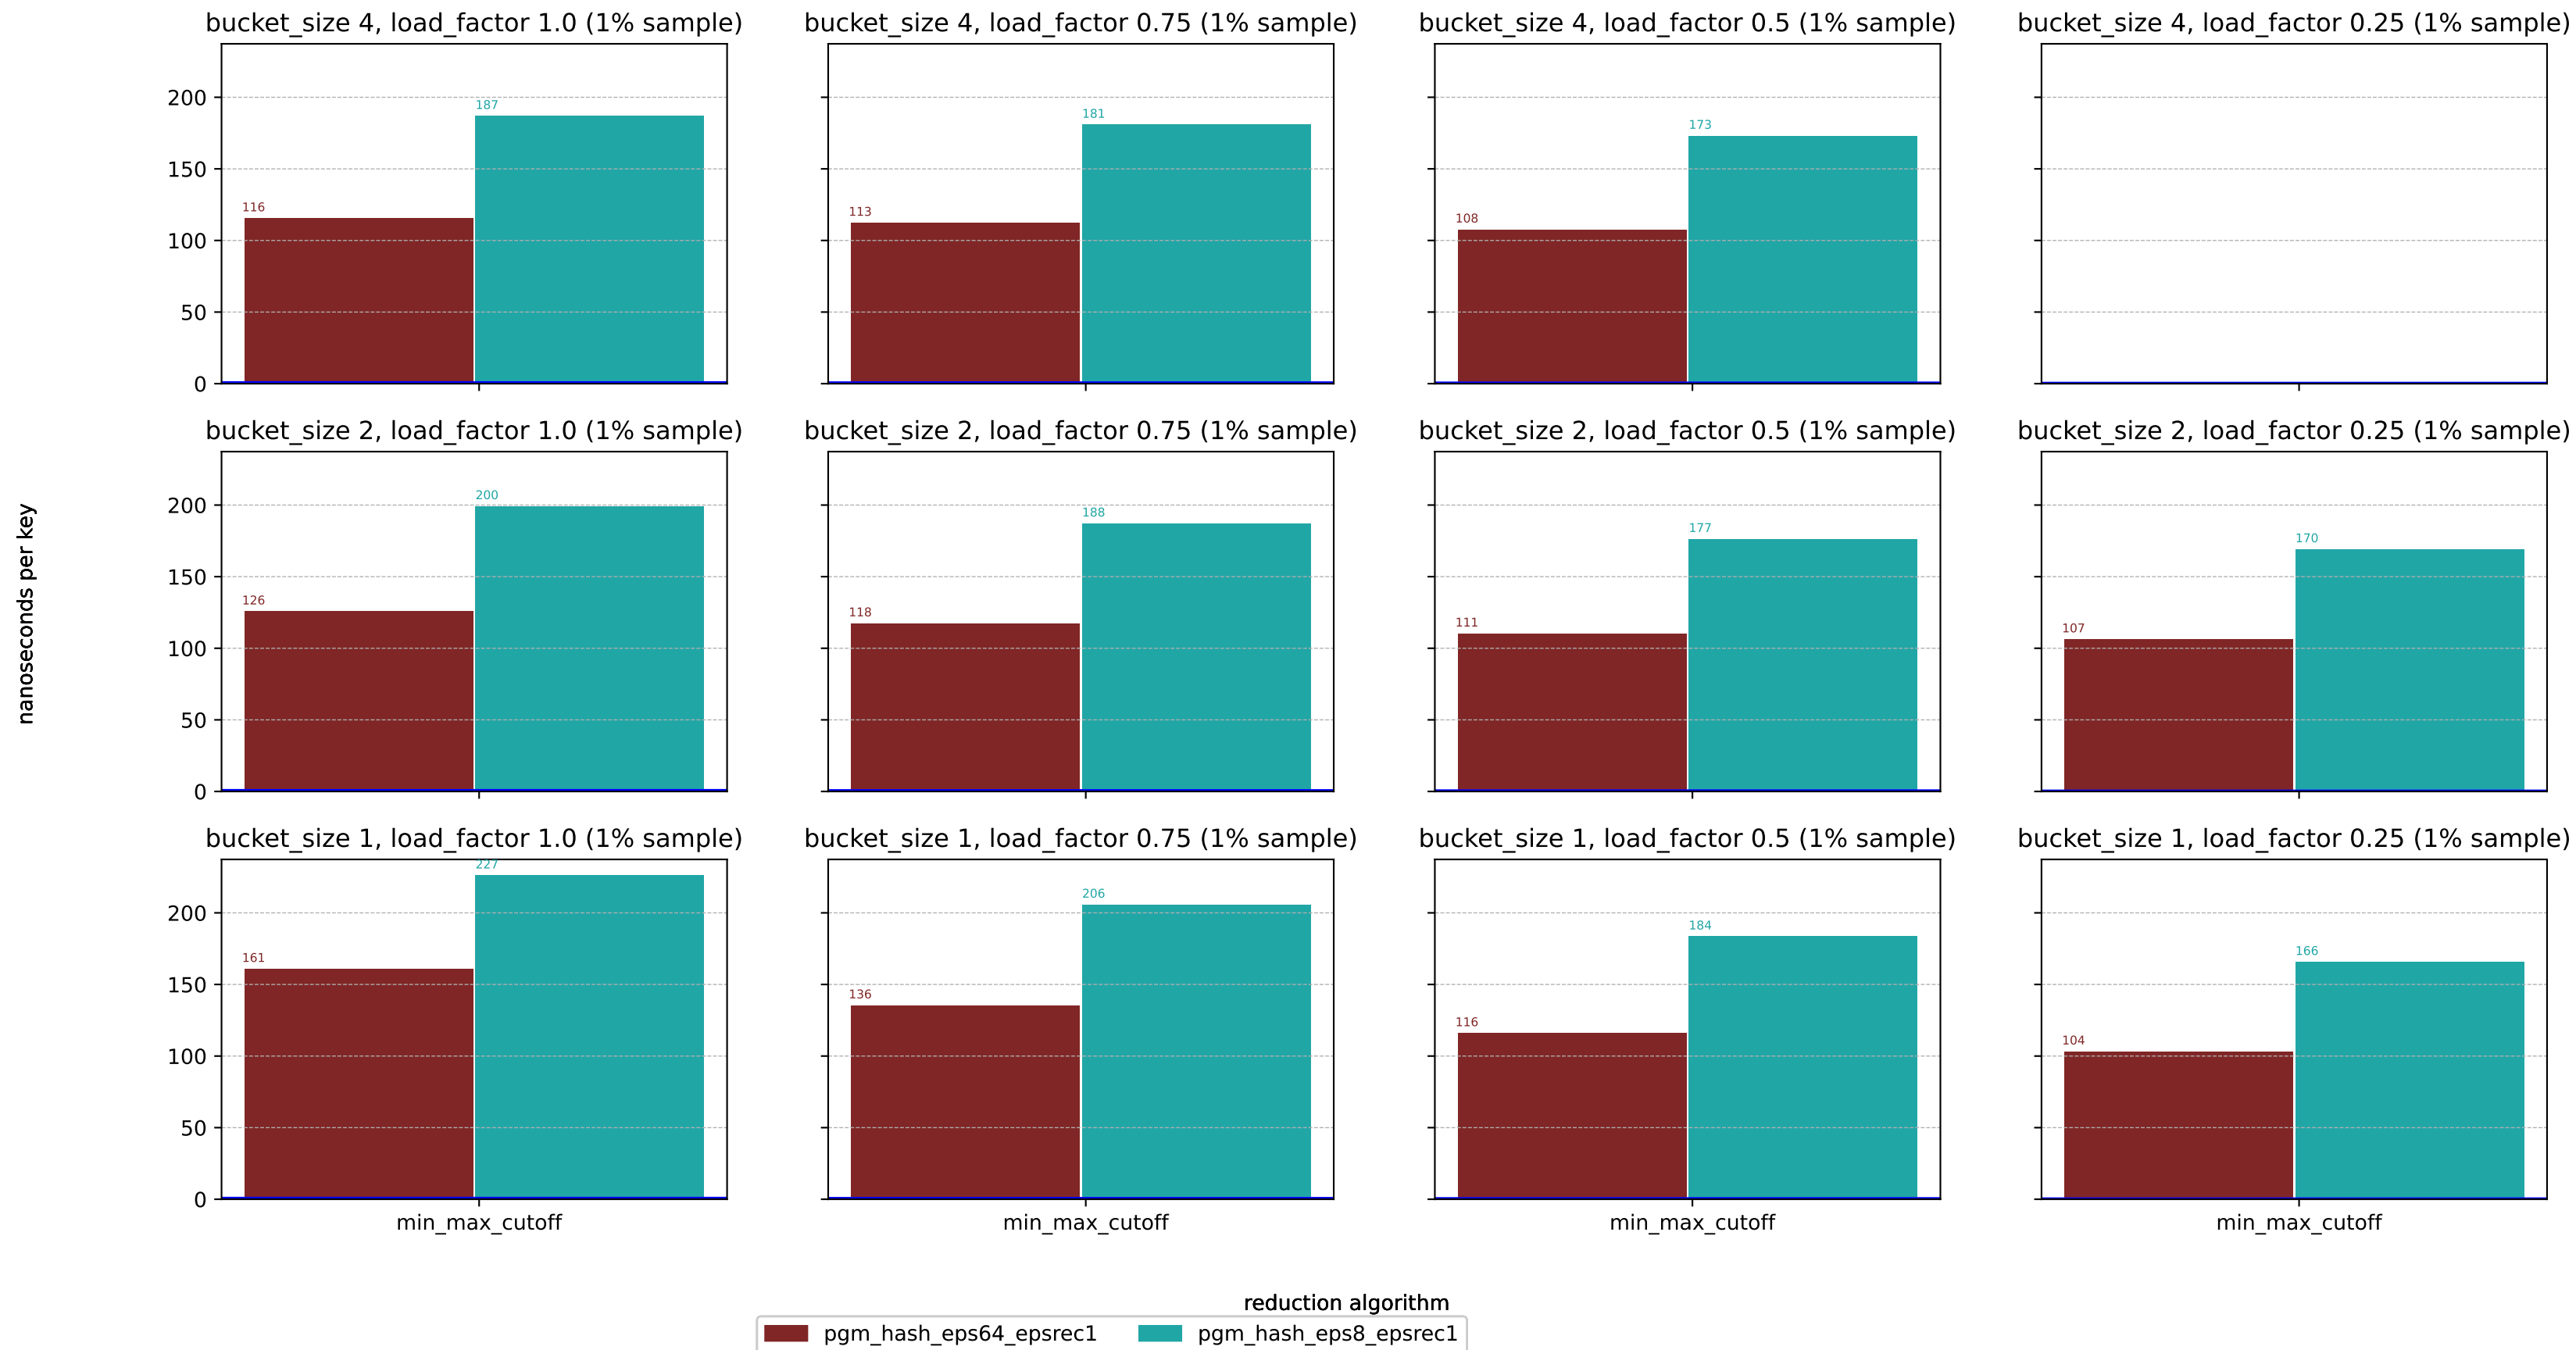 bucket_size 4, load_factor 1.0 (1% sample)
200
150
100
50
0
116
187
bucket_size 4, load_factor 0.75 (1% sample)
113
181
bucket_size 4, load_factor 0.5 (1% sample)
108
173
bucket_size 4, load_factor 0.25 (1% sample)
nanoseconds per key
bucket_size 2, load_factor 1.0 (1% sample)
200
150
100
50
0
126
200
bucket_size 2, load_factor 0.75 (1% sample)
118
188
bucket_size 2, load_factor 0.5 (1% sample)
111
177
bucket_size 2, load_factor 0.25 (1% sample)
107
170
bucket_size 1, load_factor 1.0 (1% sample)
200
150
100
50
0
161
227
min_max_cutoff
bucket_size 1, load_factor 0.75 (1% sample)
136
206
min_max_cutoff
bucket_size 1, load_factor 0.5 (1% sample)
116
184
min_max_cutoff
bucket_size 1, load_factor 0.25 (1% sample)
104
166
min_max_cutoff
reduction algorithm
pgm_hash_eps64_epsrec1
pgm_hash_eps8_epsrec1